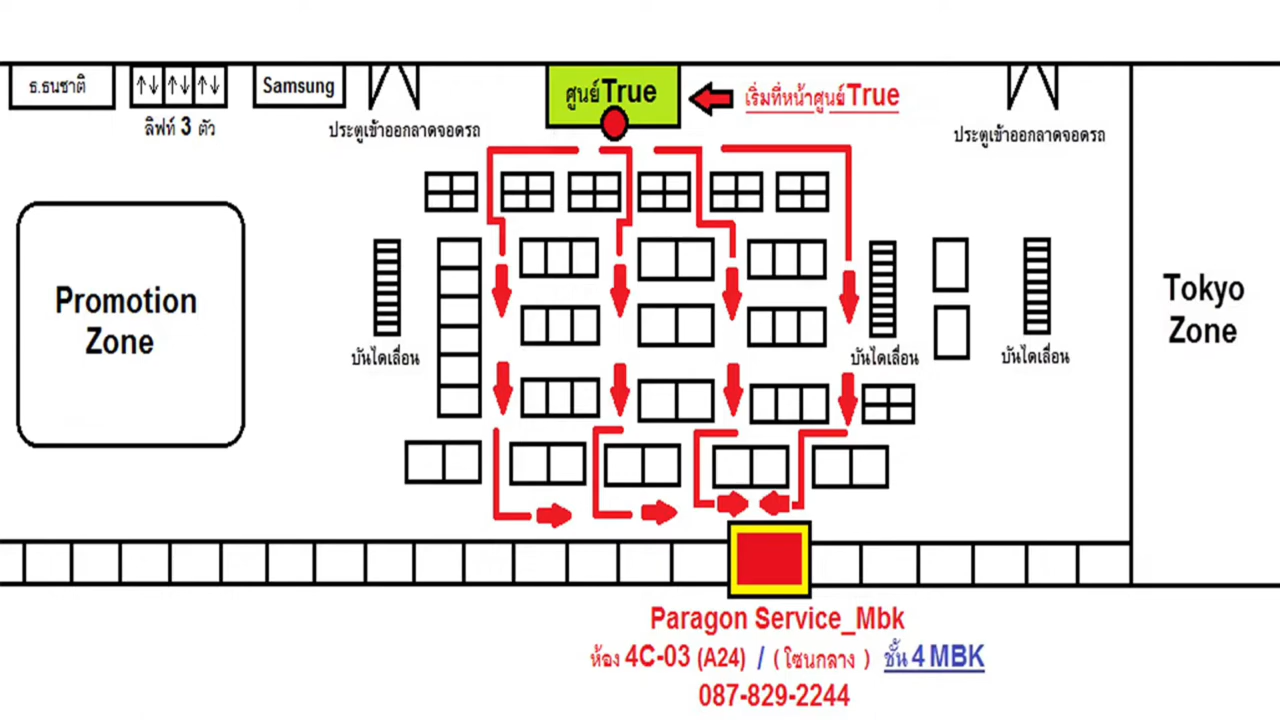 ธ.ธนชาติ
Samsung
ศูนย์True
เริ่มที่หน้าศูนย์True
ลิฟท์ 3 ตัว
ประตูเข้าออกลาดจอดรถ
ประตูเข้าออกลาดจอดรถ
Promotion
Zone
Tokyo
Zone
บันไดเลื่อน
บันไดเลื่อน
บันไดเลื่อน
Paragon Service_Mbk
ห้อง 4C-03 (A24) / ( โซนกลาง ) ชั้น 4 MBK
087-829-2244